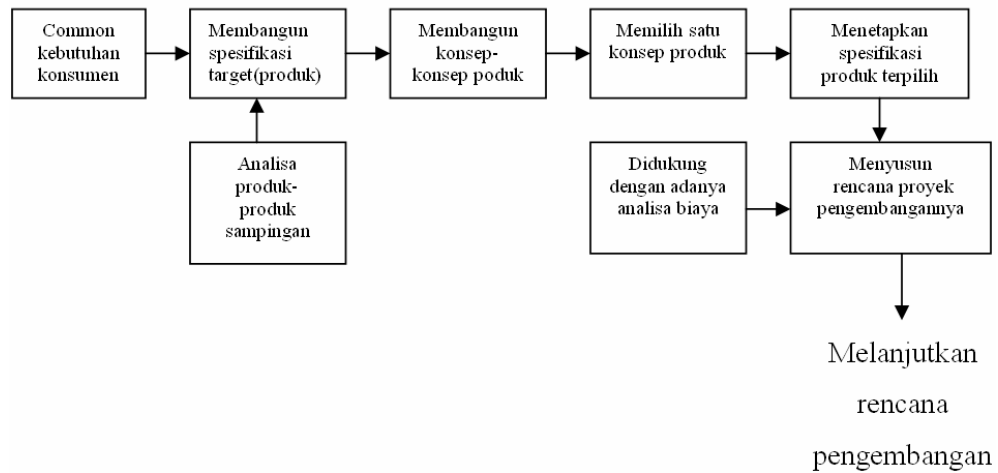 Common
kebutuhan
konsumen
Membangun
spesifikasi
target(produk)
Membangun
konsep-
konsep poduk
Memilih satu
konsep produk
Menetapkan
spesifikasi
produk terpilih
Analisa
produk-
produk
sampingan
Didukung
dengan adanya
analisa biaya
Menyusun
rencana proyek
pengembangannya
Melanjutkan
rencana
pengembangan